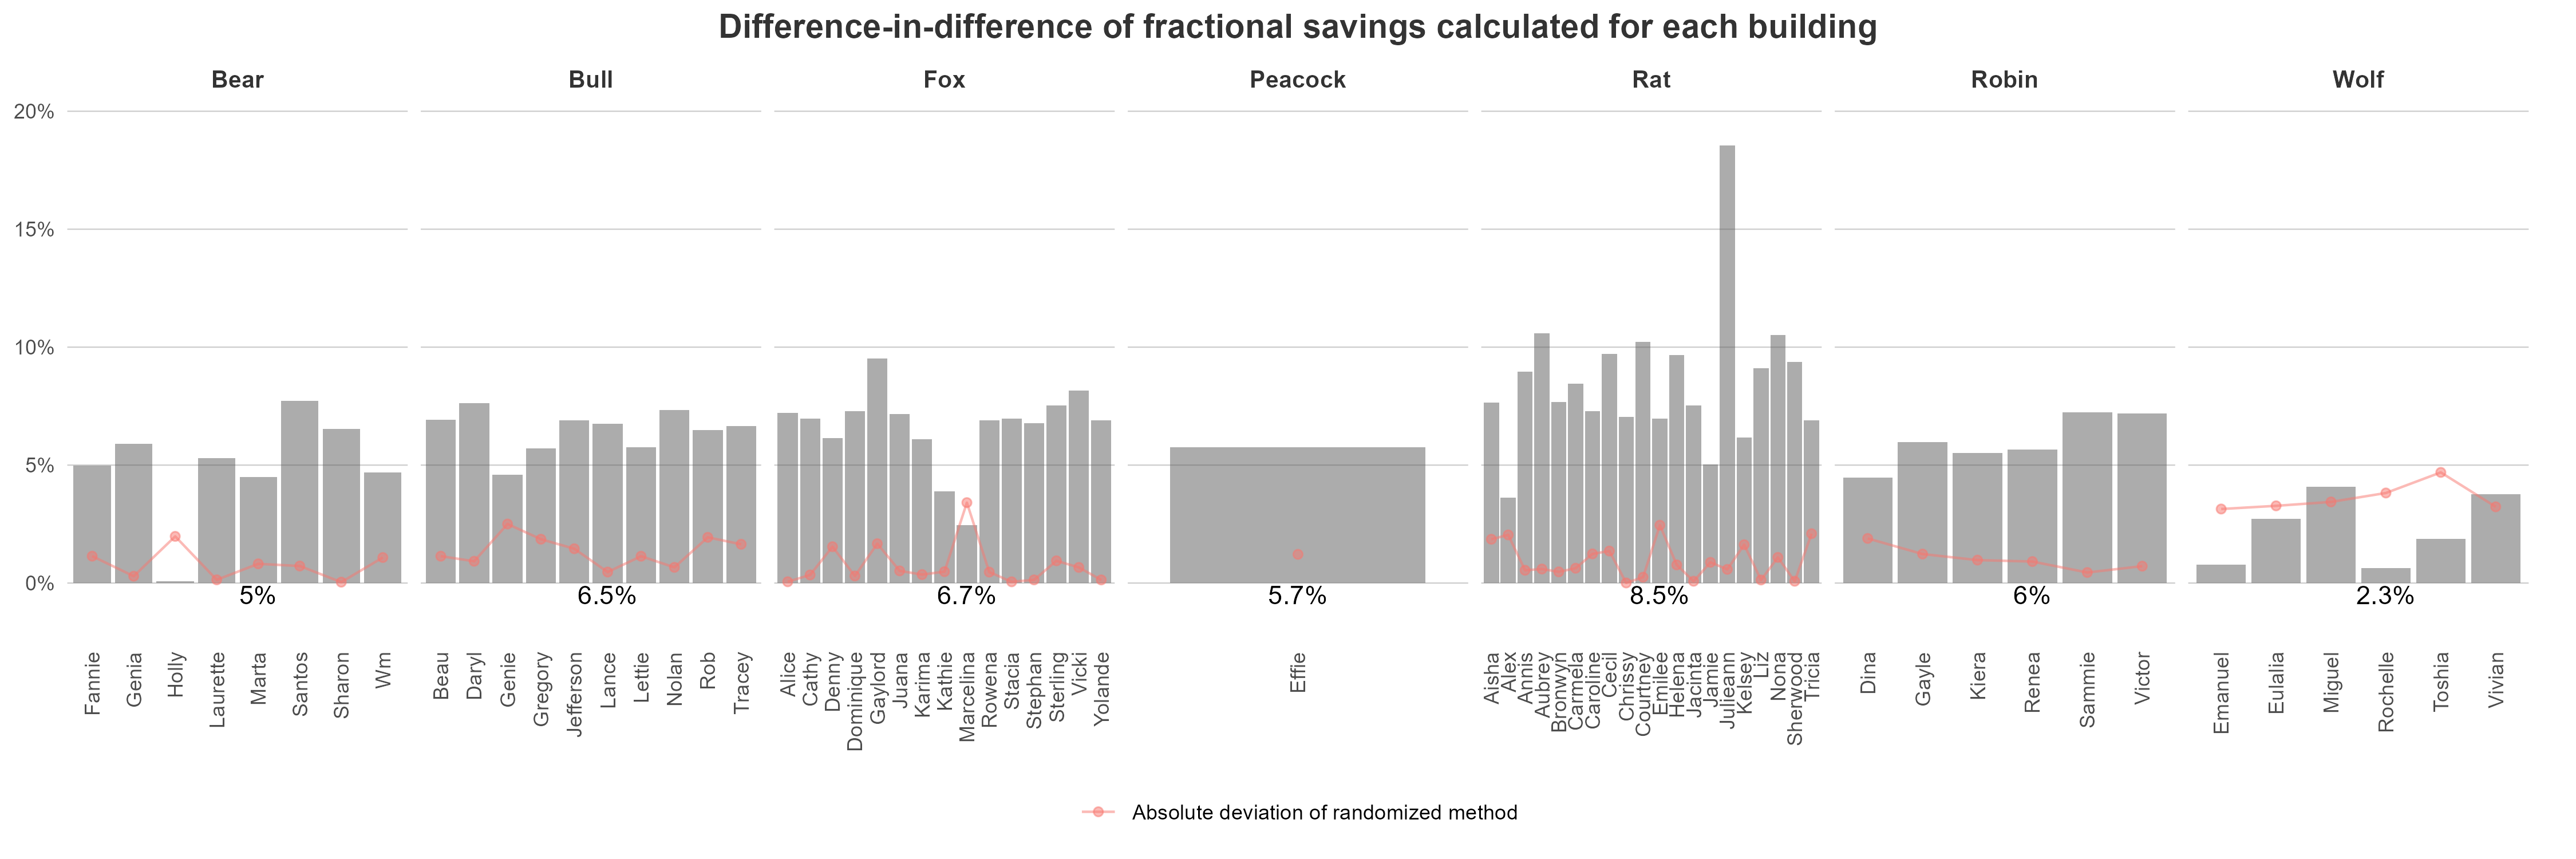 Difference-in-difference of fractional savings calculated for each building
Bear Bull Fox Peacock Rat Robin Wolf
20%
15%
10%
5%
0%
5% 6.5% 6.7% 5.7% 8.5% 6% 2.3%
Fannie Genia Holly Laurette Marta Santos Sharon Wm
Beau Daryl Genie Gregory Jefferson Lance Lettie Nolan Rob Tracey
Alice Cathy Denny Dominique Gaylord Juana Karima Kathie Marcelina Rowena Stacia Stephan Sterling Vicki Yolande
Effie
Aisha Alex Annis Aubrey Bronwyn Carmela Caroline Cecil Chrissy Courtney Emilee Helena Jacinta Jamie Julieann Kelsey Liz Nona Sherwood Tricia
Dina Gayle Kiera Renea Sammie Victor
Emanuel Eulalia Miguel Rochelle Toshia Vivian
Absolute deviation of randomized method